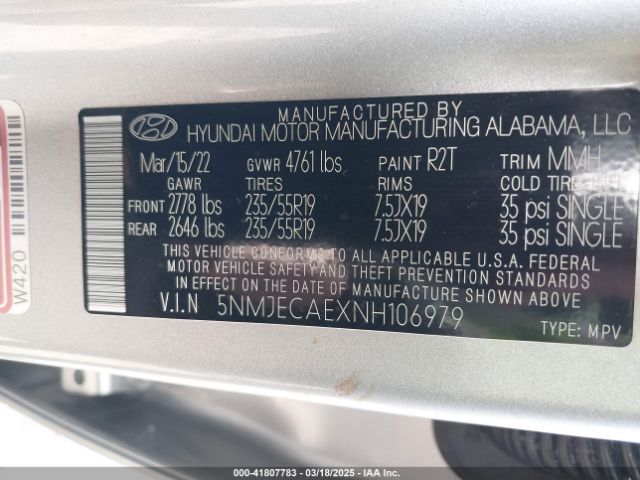 MANUFACTURED BY
HYUNDAI MOTOR MANUFACTURING ALABAMA, LLC
Mar/15/22 GVWR 4761 lbs PAINT R2T TRIM MMH
GAWR TIRES RIMS COLD TIRE INFL
FRONT 2778 lbs 235/55R19 7.5JX19 35 psi SINGLE
REAR 2646 lbs 235/55R19 7.5JX19 35 psi SINGLE
THIS VEHICLE CONFORMS TO ALL APPLICABLE U.S.A. FEDERAL
MOTOR VEHICLE SAFETY AND THEFT PREVENTION STANDARDS
IN EFFECT ON THE DATE OF MANUFACTURE SHOWN ABOVE
V.I.N 5NMJECAEXNH106979
TYPE: MPV
W420
000-41807783 - 03/18/2025 - IAA Inc.